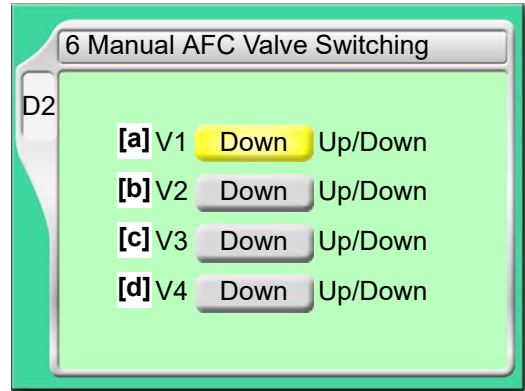 6 Manual AFC Valve Switching
D2
[a] V1 Down Up/Down
[b] V2 Down Up/Down
[c] V3 Down Up/Down
[d] V4 Down Up/Down